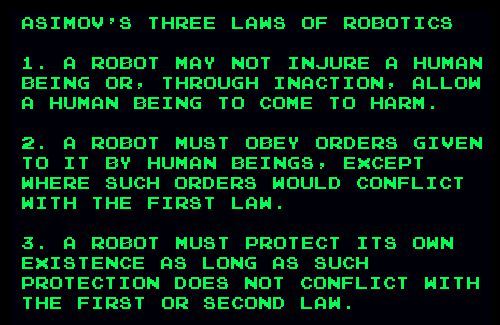 ASIMOV'S THREE LAWS OF ROBOTICS
1. A ROBOT MAY NOT INJURE A HUMAN
BEING OR, THROUGH INACTION, ALLOW
A HUMAN BEING TO COME TO HARM.
2. A ROBOT MUST OBEY ORDERS GIVEN
TO IT BY HUMAN BEINGS, EXCEPT
WHERE SUCH ORDERS WOULD CONFLICT
WITH THE FIRST LAW.
3. A ROBOT MUST PROTECT ITS OWN
EXISTENCE AS LONG AS SUCH
PROTECTION DOES NOT CONFLICT WITH
THE FIRST OR SECOND LAW.